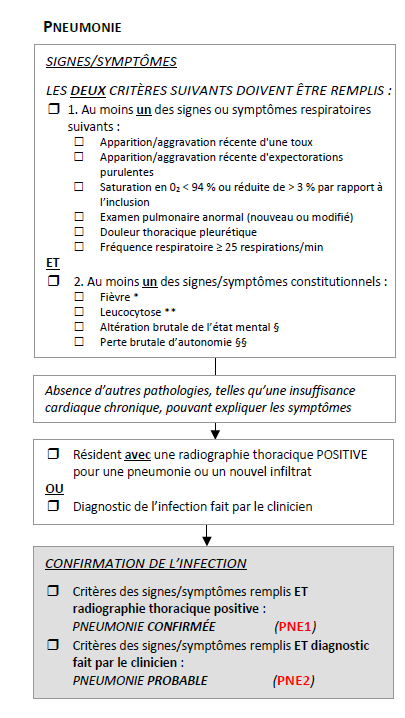 PNEUMONIE
SIGNES/SYMPTÔMES
LES DEUX CRITÈRES SUIVANTS DOIVENT ÊTRE REMPLIS :
❒ 1. Au moins un des signes ou symptômes respiratoires
suivants :
☐ Apparition/aggravation récente d'une toux
☐ Apparition/aggravation récente d'expectorations
purulentes
☐ Saturation en 0₂ < 94 % ou réduite de > 3 % par rapport à
l'inclusion
☐ Examen pulmonaire anormal (nouveau ou modifié)
☐ Douleur thoracique pleurétique
☐ Fréquence respiratoire ≥ 25 respirations/min
ET
❒ 2. Au moins un des signes/symptômes constitutionnels :
☐ Fièvre *
☐ Leucocytose **
☐ Altération brutale de l'état mental §
☐ Perte brutale d'autonomie §§
Absence d'autres pathologies, telles qu'une insuffisance
cardiaque chronique, pouvant expliquer les symptômes
❒ Résident avec une radiographie thoracique POSITIVE
pour une pneumonie ou un nouvel infiltrat
OU
❒ Diagnostic de l'infection fait par le clinicien
CONFIRMATION DE L'INFECTION
❒ Critères des signes/symptômes remplis ET
radiographie thoracique positive :
PNEUMONIE CONFIRMÉE (PNE1)
❒ Critères des signes/symptômes remplis ET diagnostic
fait par le clinicien :
PNEUMONIE PROBABLE (PNE2)